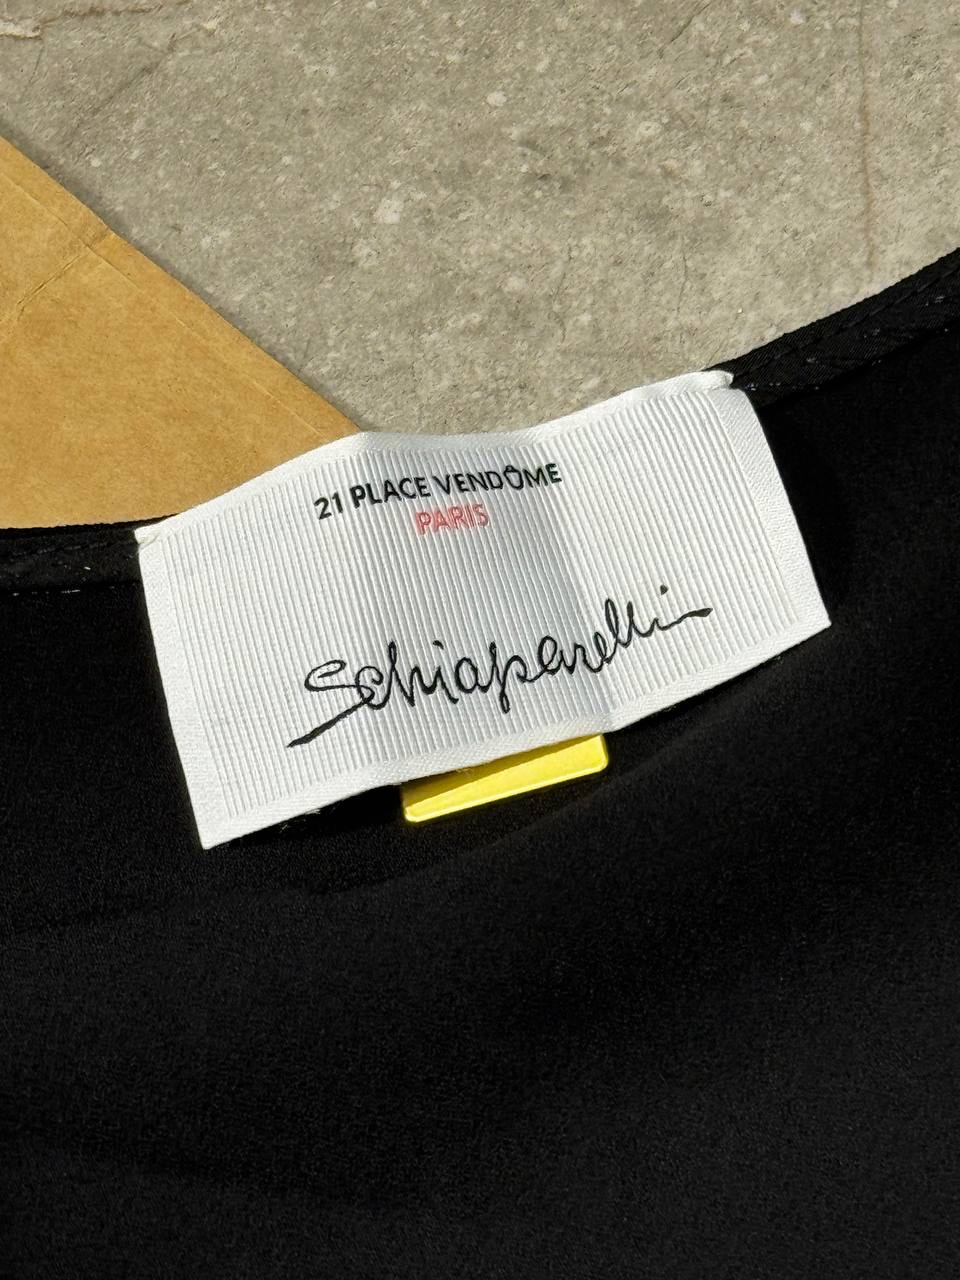 21 PLACE VENDÔME
PARIS
Schiaparelli